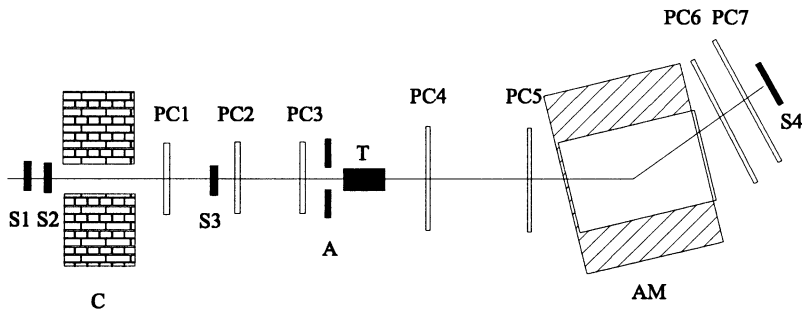 PC6 PC7
PC1 PC2 PC3 PC4 PC5
T
S4
S1 S2 S3
A
C
AM